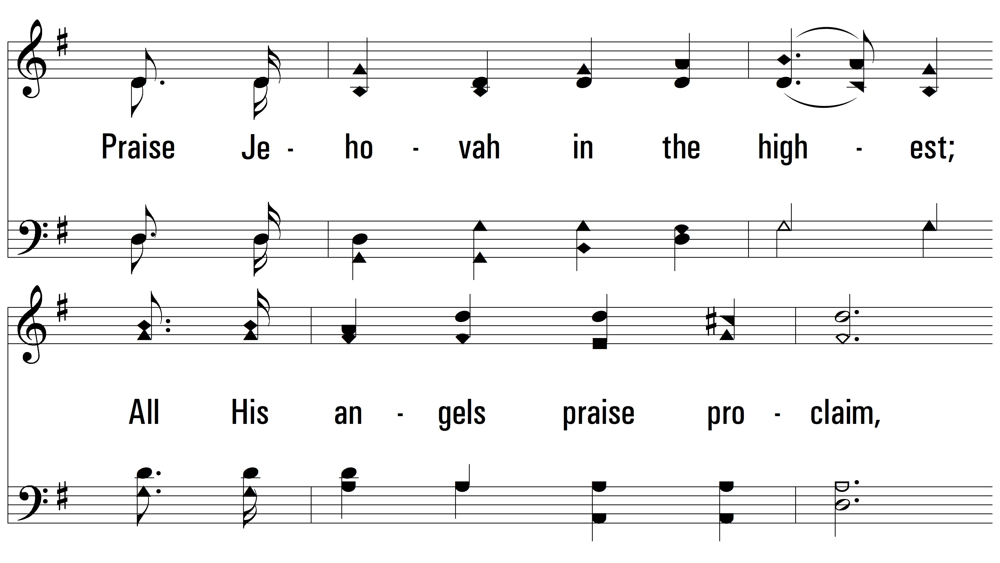 Praise Je - ho - vah in the high - est;
All His an - gels praise pro - claim,